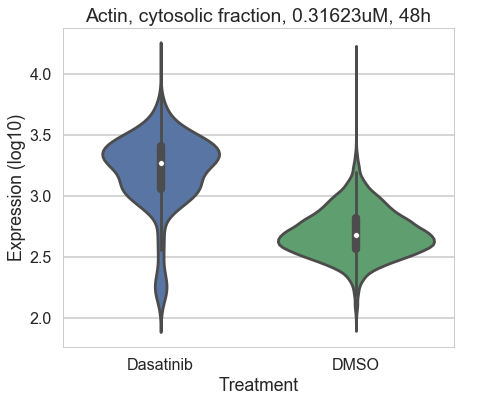 Actin, cytosolic fraction, 0.31623uM, 48h
Expression (log10)
4.0
3.5
3.0
2.5
2.0
Dasatinib
DMSO
Treatment